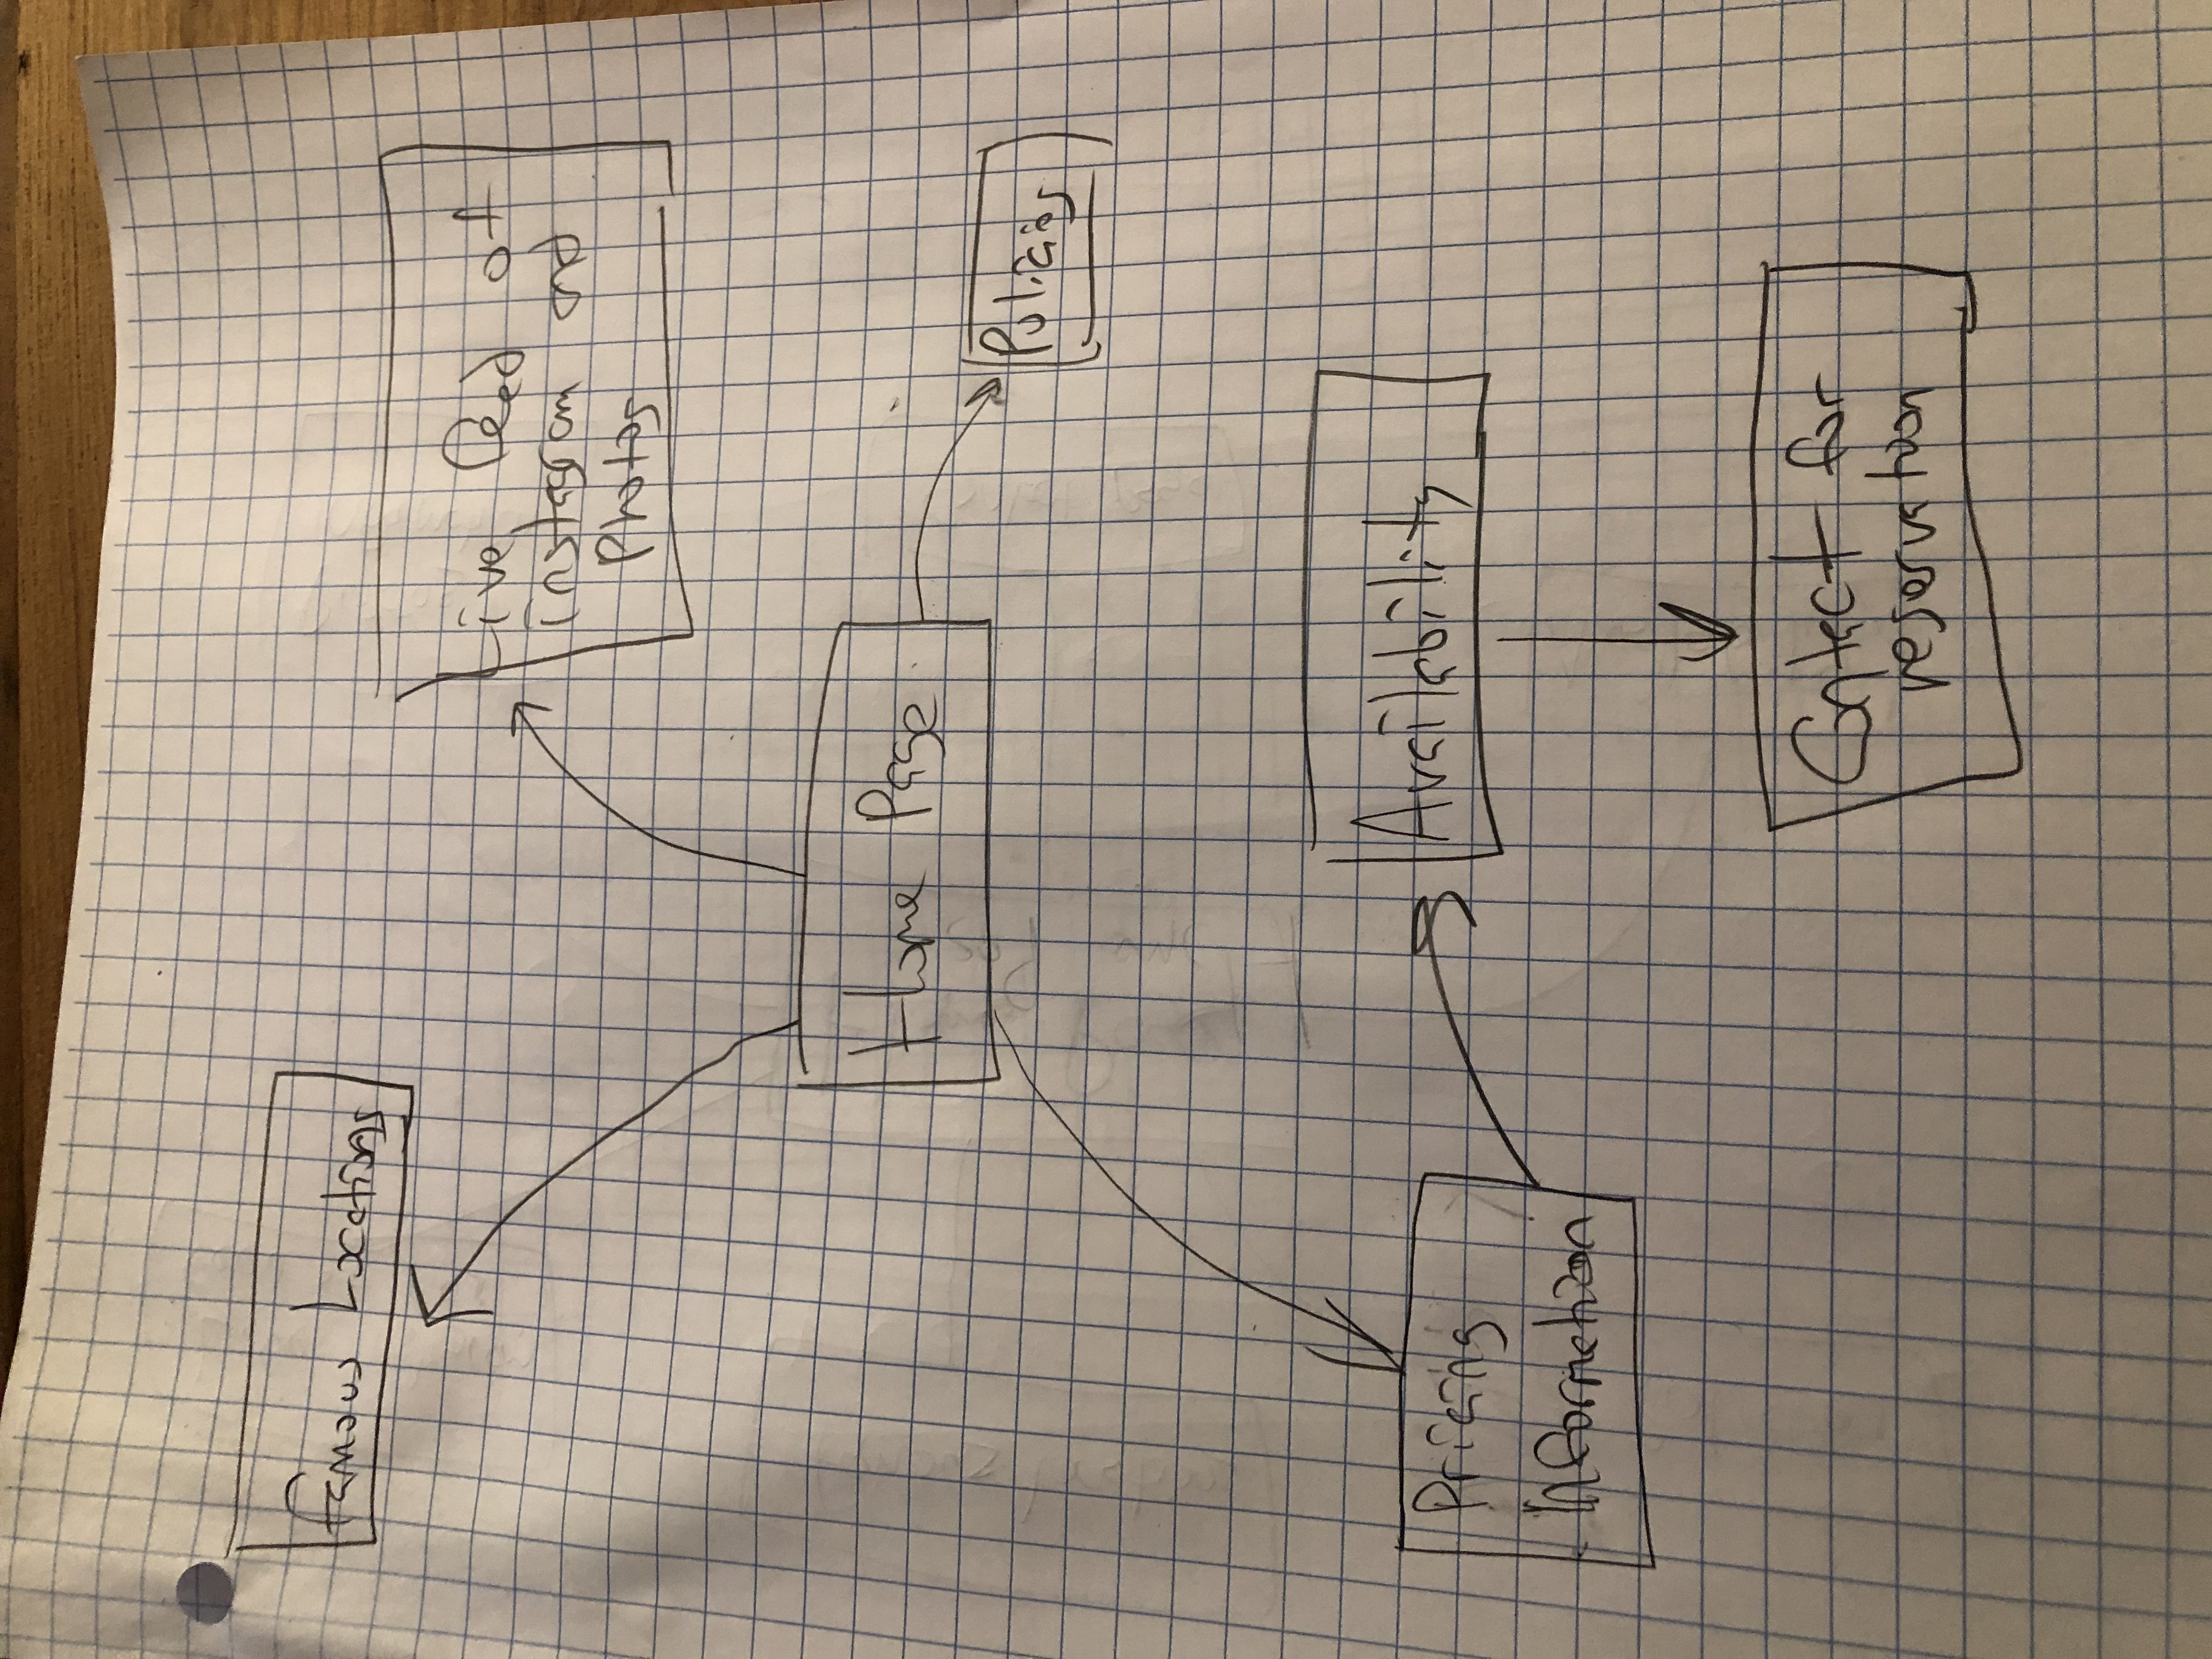 Famous Locations
Live feed of
instagram and
Photos
Home Page
Policies
Pricing
Information
Availability
Contact for
reservation